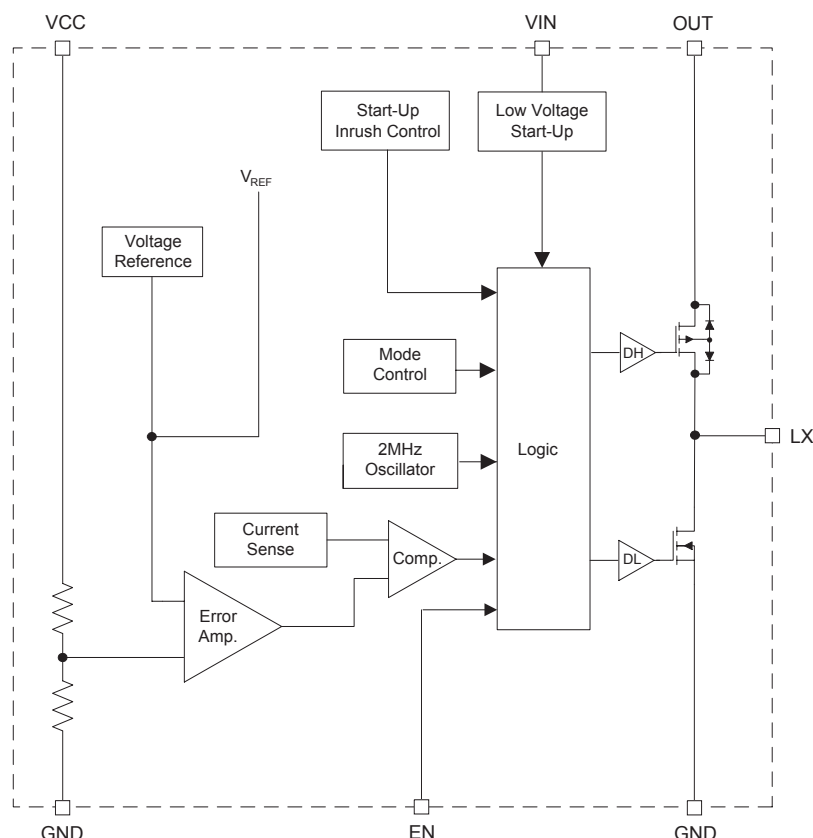 VCC
VIN
OUT
Start-Up
Inrush Control
Low Voltage
Start-Up
VREF
Voltage
Reference
Mode
Control
DH
2MHz
Oscillator
Logic
LX
Current
Sense
Comp.
DL
Error
Amp.
GND
EN
GND